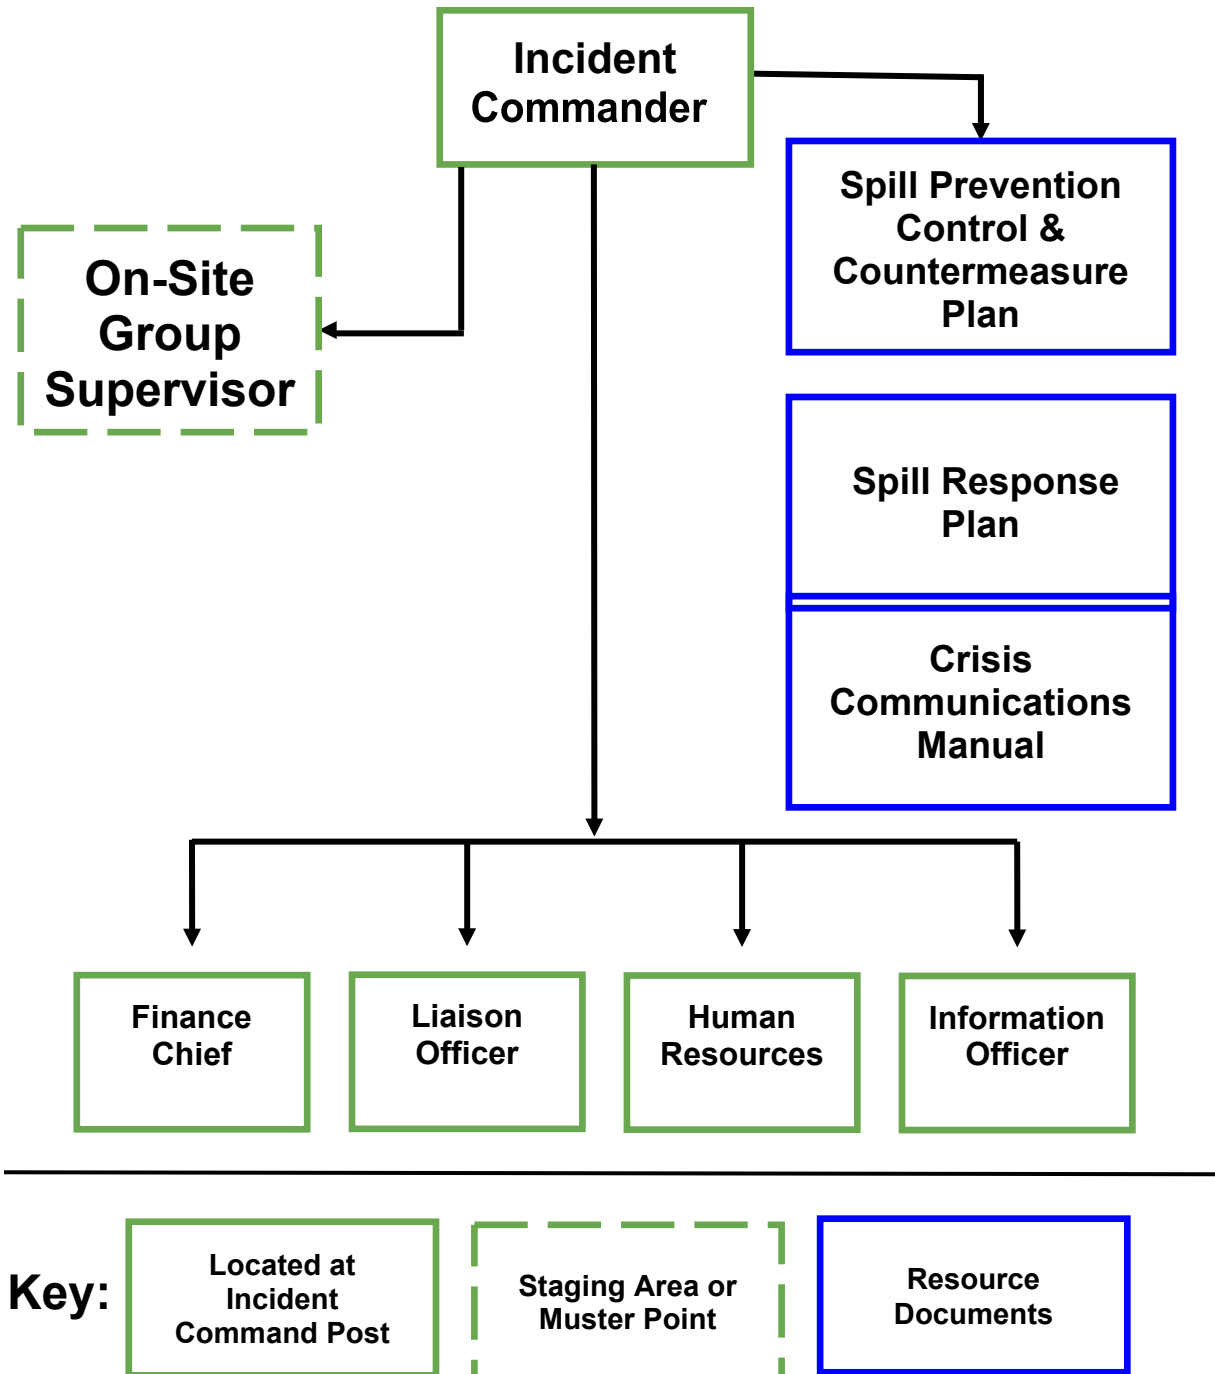 Incident
Commander
Spill Prevention
Control &
Countermeasure
Plan
On-Site
Group
Supervisor
Spill Response
Plan
Crisis
Communications
Manual
Finance
Chief
Liaison
Officer
Human
Resources
Information
Officer
Key:
Located at
Incident
Command Post
Staging Area or
Muster Point
Resource
Documents